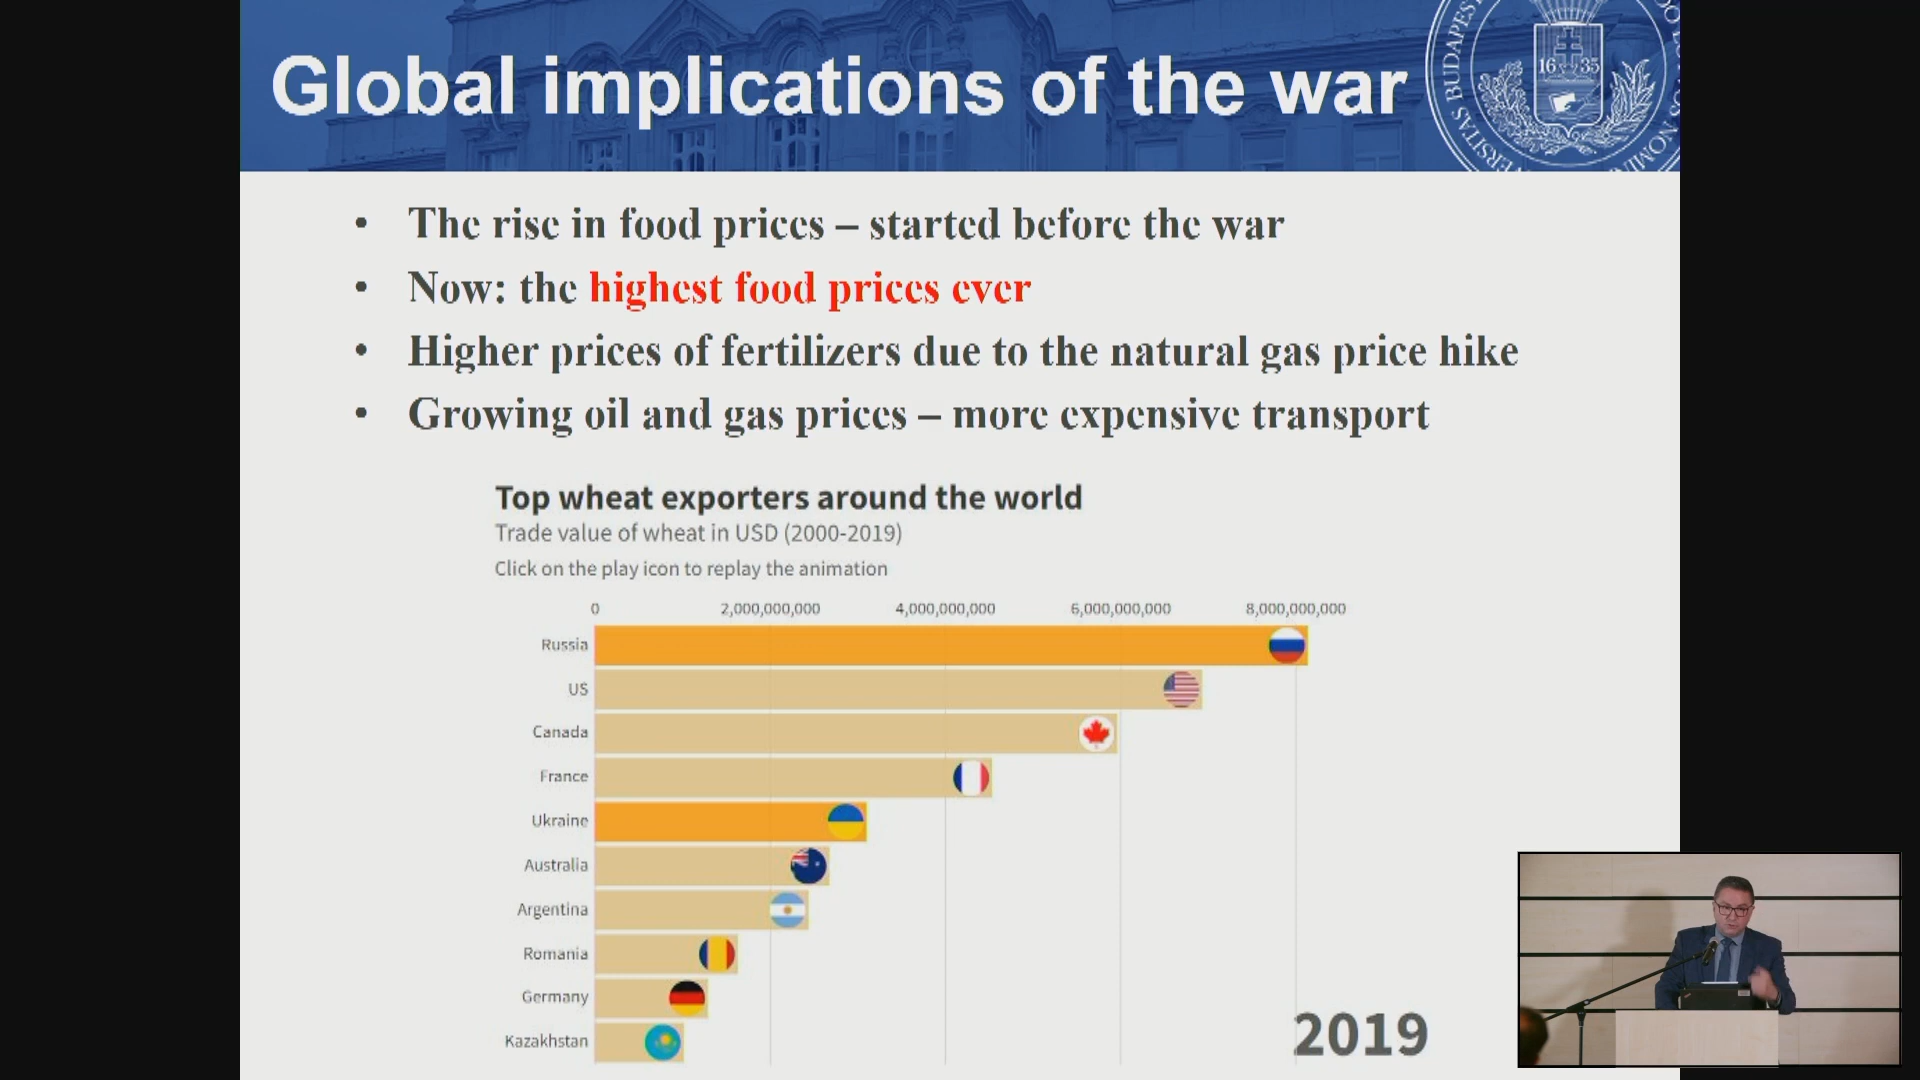 Global implications of the war
16 35
• The rise in food prices – started before the war
• Now: the highest food prices ever
• Higher prices of fertilizers due to the natural gas price hike
• Growing oil and gas prices – more expensive transport
Top wheat exporters around the world
Trade value of wheat in USD (2000-2019)
Click on the play icon to replay the animation
0 2,000,000,000 4,000,000,000 6,000,000,000 8,000,000,000
Russia
US
Canada
France
Ukraine
Australia
Argentina
Romania
Germany
Kazakhstan
2019